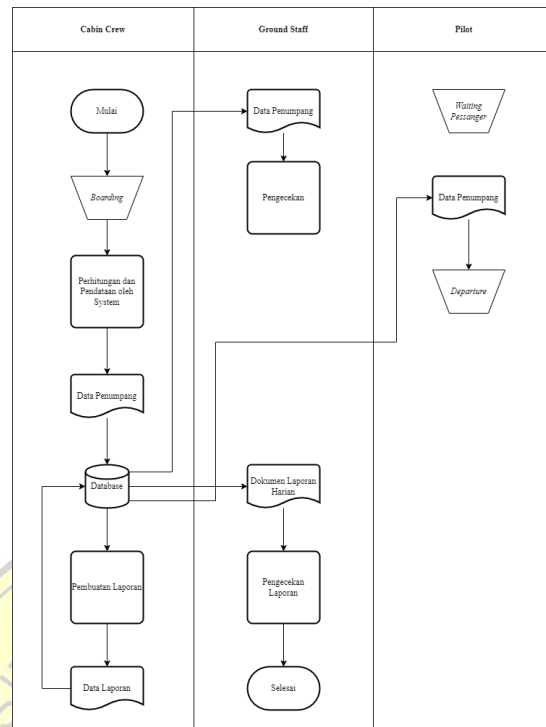 Cabin Crew
Ground Staff
Pilot
Mulai
Boarding
Perhitungan dan
Pendataan oleh
System
Data Penumpang
Database
Pembuatan Laporan
Data Laporan
Data Penumpang
Pengecekan
Dokumen Laporan
Harian
Pengecekan
Laporan
Selesai
Waiting
Pessanger
Data Penumpang
Departure